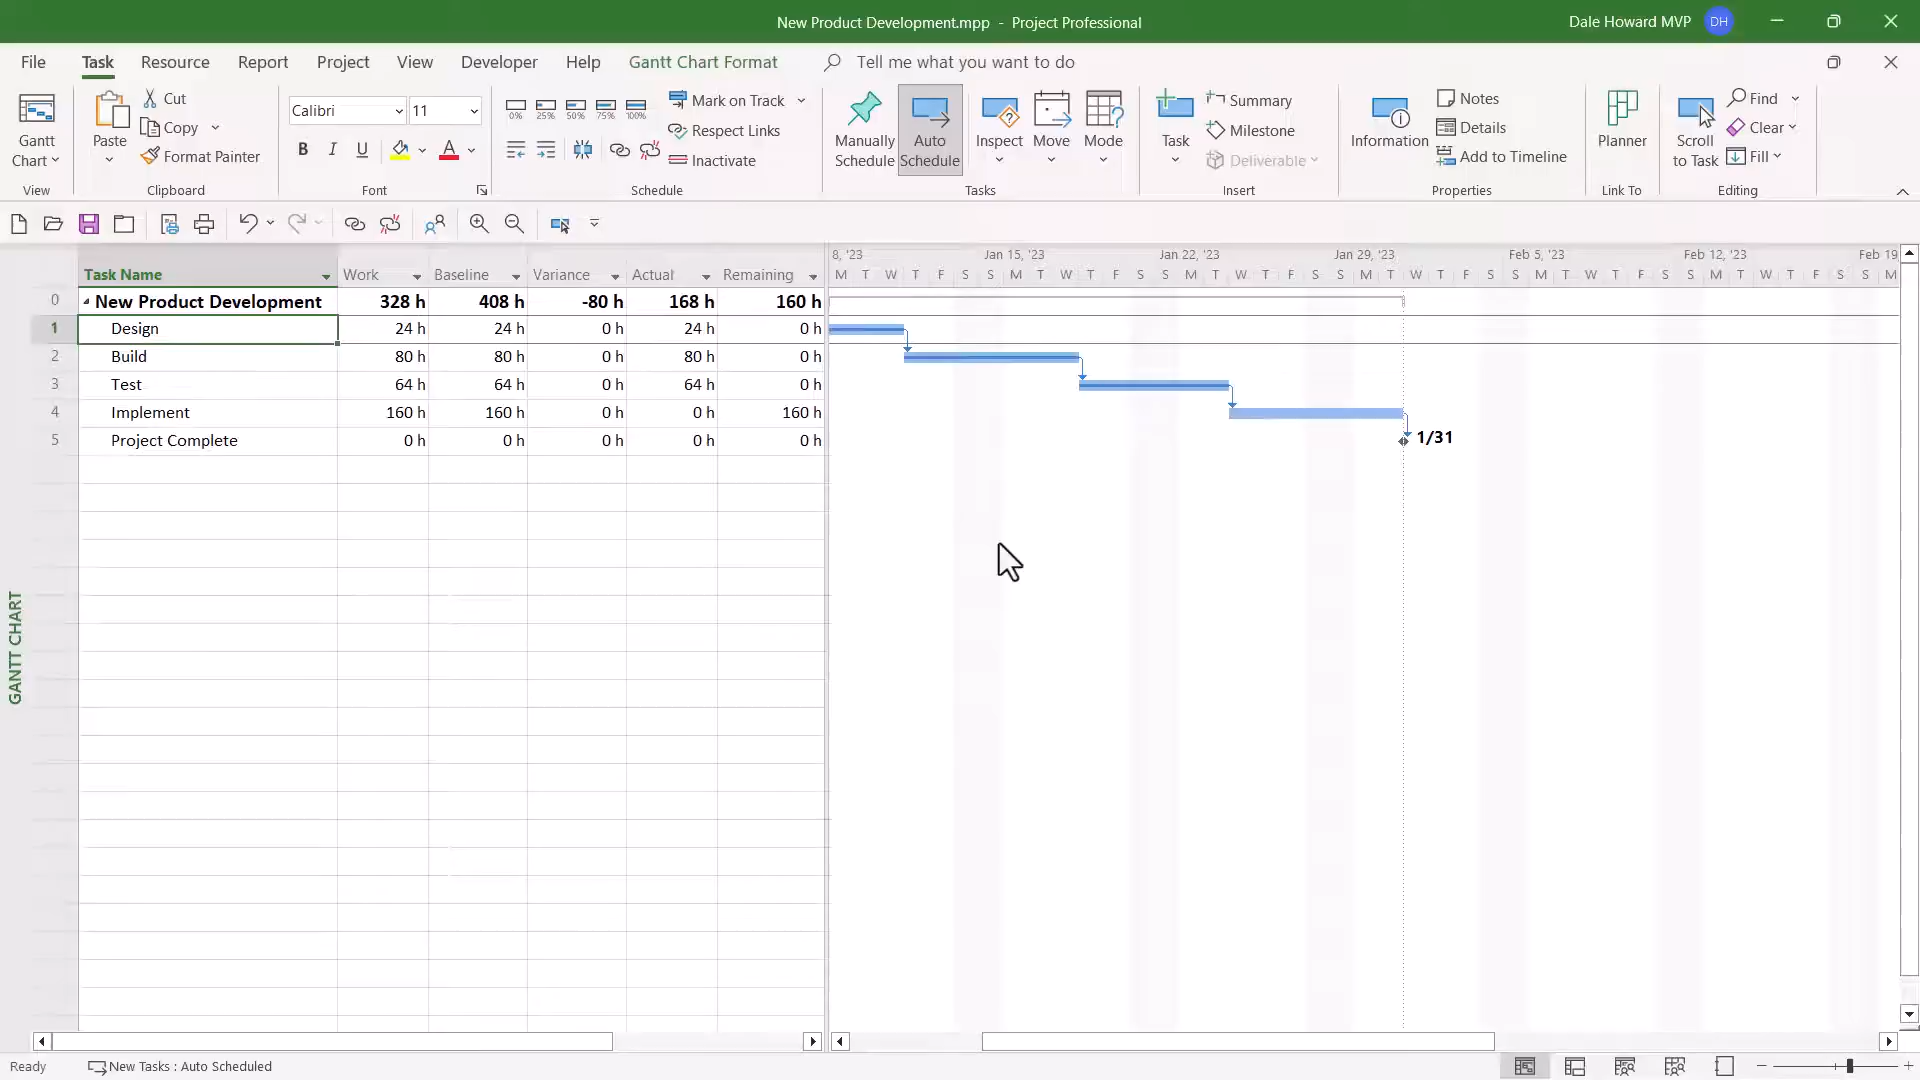 New Product Development.mpp - Project Professional
Dale Howard MVP DH
File Task Resource Report Project View Developer Help Gantt Chart Format Tell me what you want to do
Gantt Chart
View
Paste
Cut
Copy
Format Painter
Clipboard
Calibri 11
B I U A
Font
0% 25% 50% 75% 100%
Mark on Track
Respect Links
Inactivate
Schedule
Manually Schedule
Auto Schedule
Inspect
Move
Mode
Tasks
Task
Summary
Milestone
Deliverable
Insert
Information
Notes
Details
Add to Timeline
Properties
Planner
Link To
Scroll to Task
Find
Clear
Fill
Editing
Task Name Work Baseline Variance Actual Remaining
0 New Product Development 328 h 408 h -80 h 168 h 160 h
1 Design 24 h 24 h 0 h 24 h 0 h
2 Build 80 h 80 h 0 h 80 h 0 h
3 Test 64 h 64 h 0 h 64 h 0 h
4 Implement 160 h 160 h 0 h 0 h 160 h
5 Project Complete 0 h 0 h 0 h 0 h 0 h
8, '23 Jan 15, '23 Jan 22, '23 Jan 29, '23 Feb 5, '23 Feb 12, '23 Feb 19
M T W T F S S M T W T F S S M T W T F S S M T W T F S S M T W T F S S M T W T F S S M
1/31
GANTT CHART
Ready New Tasks : Auto Scheduled